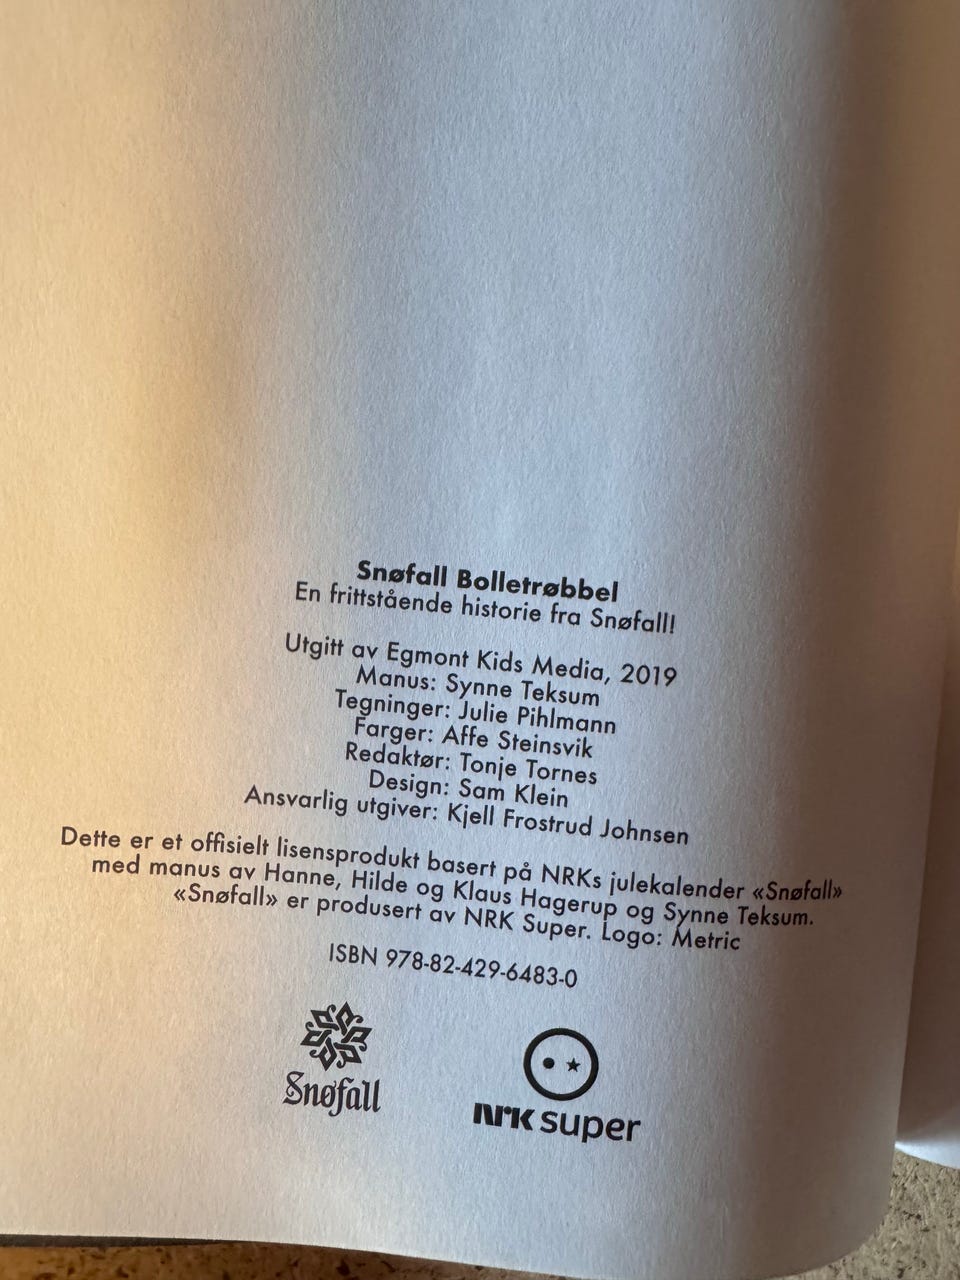 Snøfall Bolletrøbbel
En frittstående historie fra Snøfall!
Utgitt av Egmont Kids Media, 2019
Manus: Synne Teksum
Tegninger: Julie Pihlmann
Farger: Affe Steinsvik
Redaktør: Tonje Tornes
Design: Sam Klein
Ansvarlig utgiver: Kjell Frostrud Johnsen
Dette er et offisielt lisensprodukt basert på NRKs julekalender «Snøfall»
med manus av Hanne, Hilde og Klaus Hagerup og Synne Teksum.
«Snøfall» er produsert av NRK Super. Logo: Metric
ISBN 978-82-429-6483-0
Snøfall
nrk super